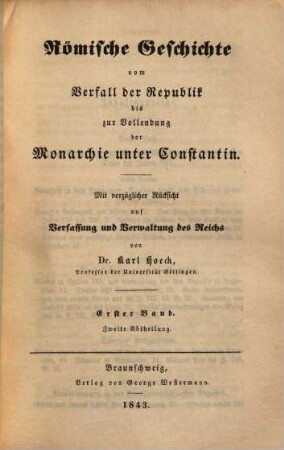 Römische Geschichte
vom
Verfall der Republik
bis
zur Vollendung
der
Monarchie unter Constantin.
Mit vorzüglicher Rücksicht
auf
Verfassung und Verwaltung des Reichs
von
Dr. Karl Hoeck,
Professor der Universität Göttingen.
Erster Band.
Zweite Abtheilung.
Braunschweig,
Verlag von George Westermann.
1843.